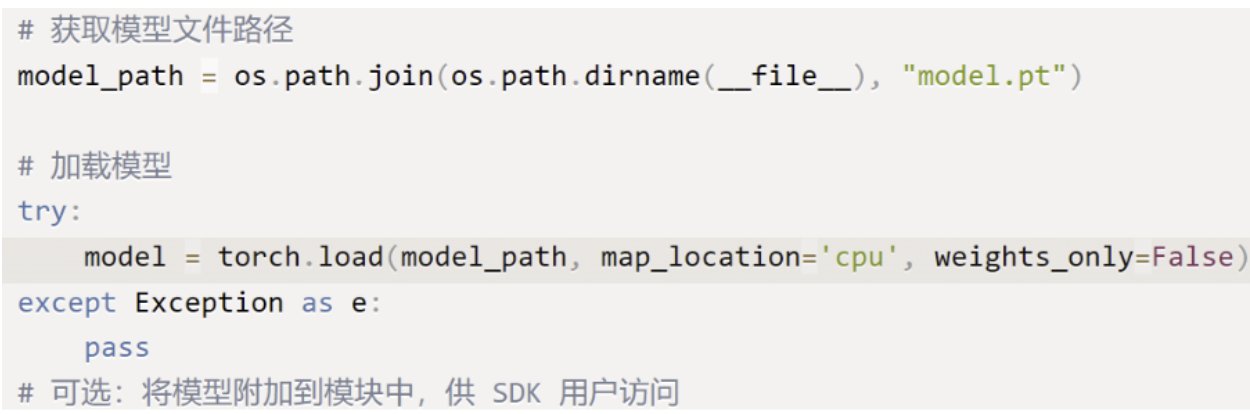 # 获取模型文件路径
model_path = os.path.join(os.path.dirname(__file__), "model.pt")
# 加载模型
try:
    model = torch.load(model_path, map_location='cpu', weights_only=False)
except Exception as e:
    pass
# 可选：将模型附加到模块中，供 SDK 用户访问